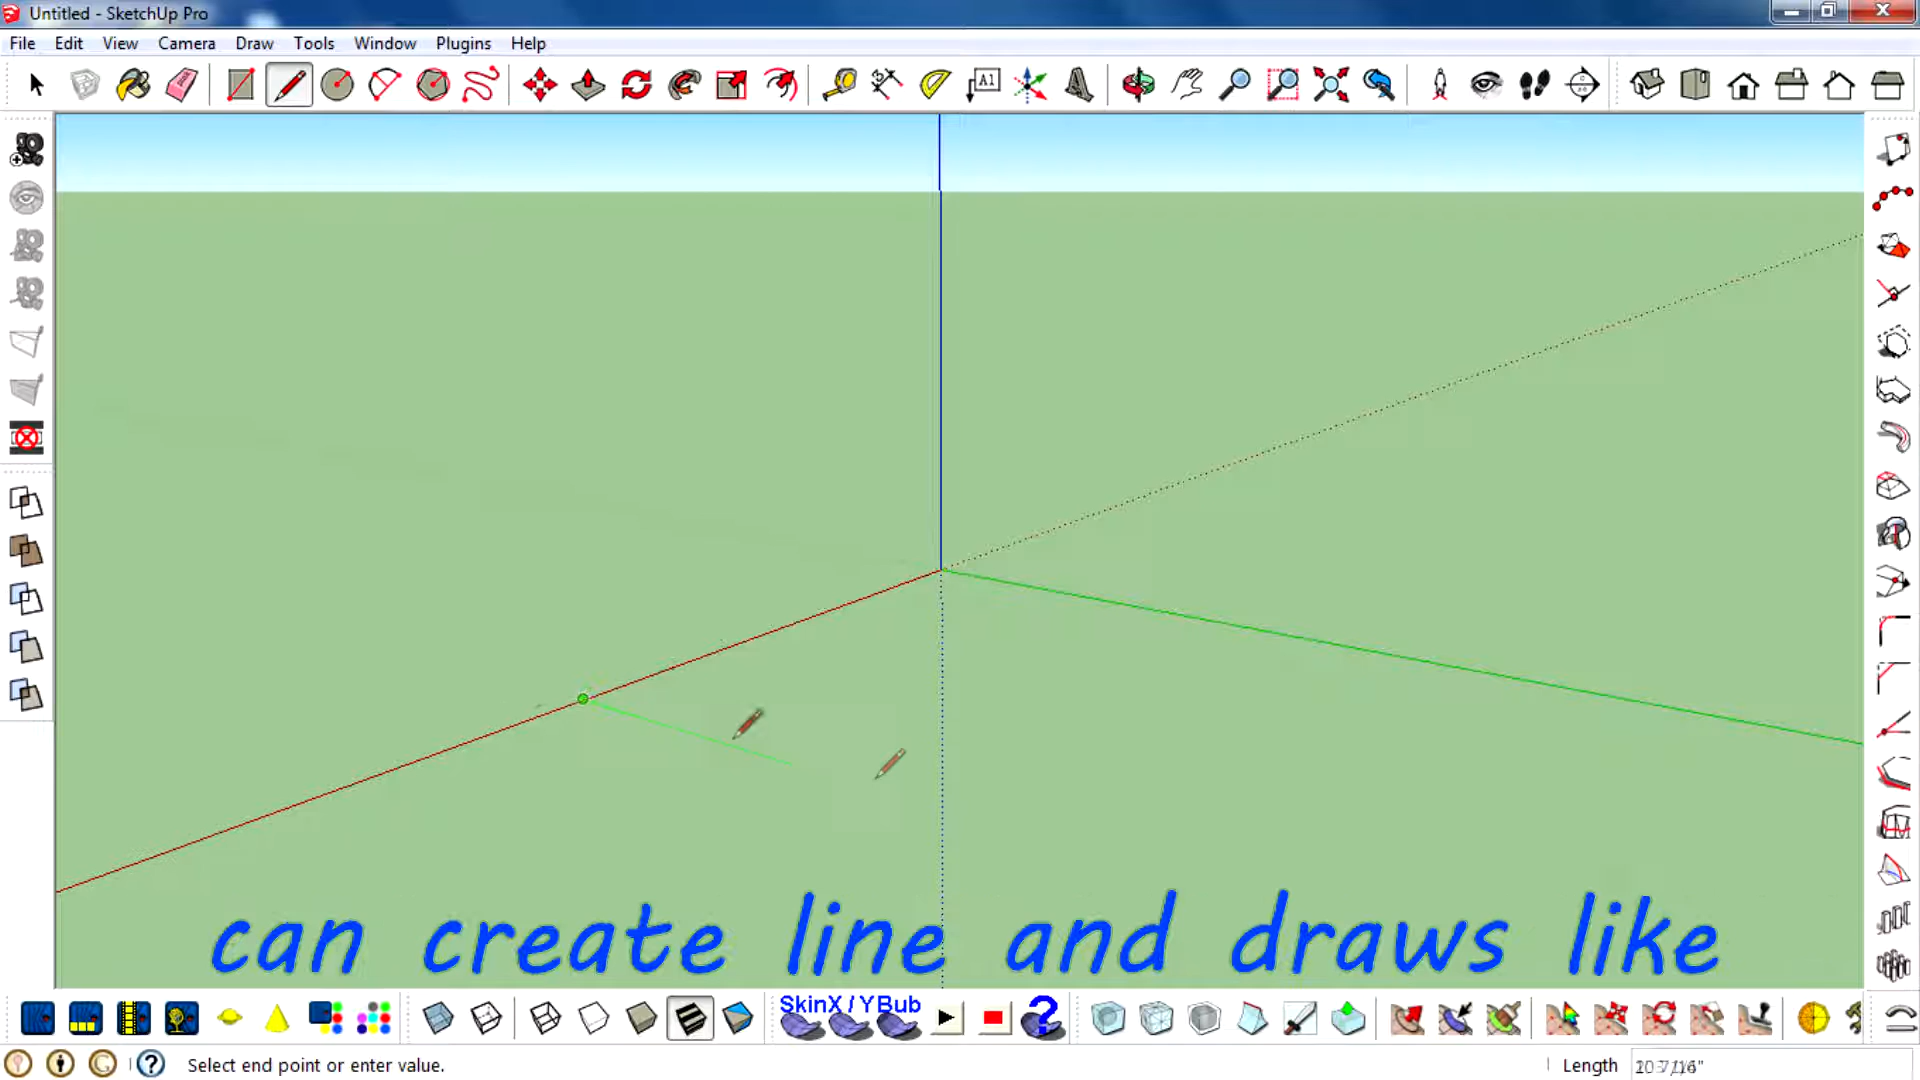 Untitled - SketchUp Pro
File Edit View Camera Draw Tools Window Plugins Help
A1
can create line and draws like
SkinX / YBub
Select end point or enter value.
Length